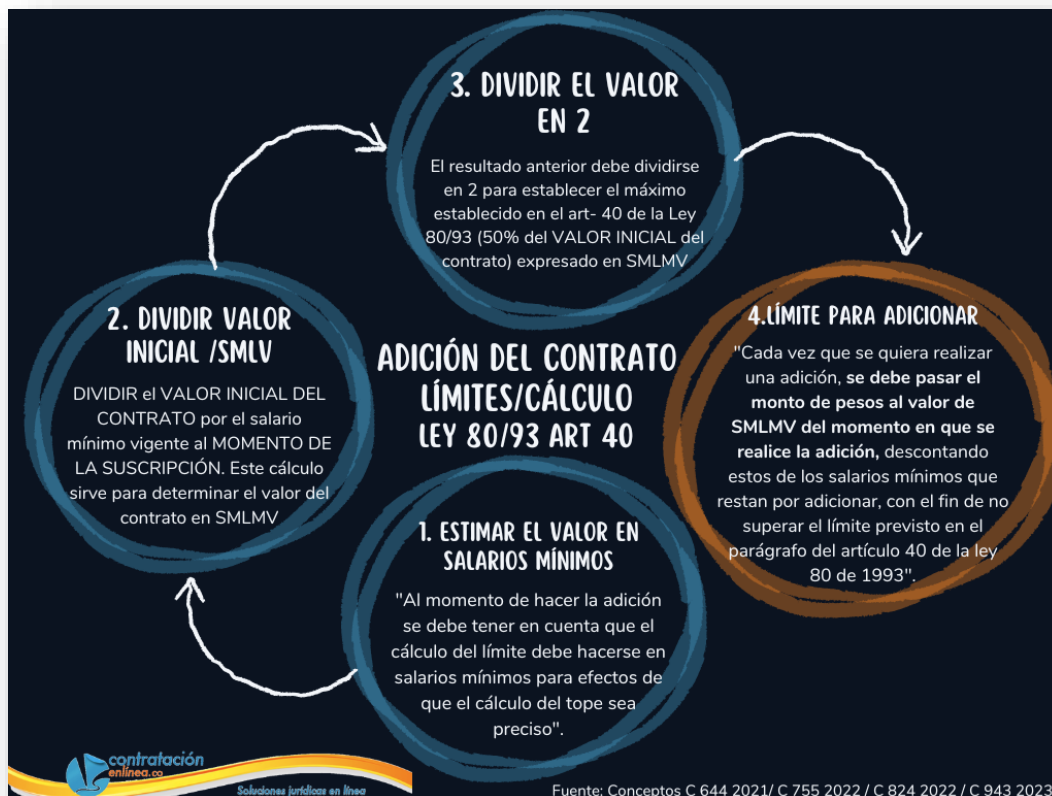 3. DIVIDIR EL VALOR
EN 2
El resultado anterior debe dividirse
en 2 para establecer el máximo
establecido en el art- 40 de la Ley
80/93 (50% del VALOR INICIAL del
contrato) expresado en SMLMV
2. DIVIDIR VALOR
INICIAL /SMLV
DIVIDIR el VALOR INICIAL DEL
CONTRATO por el salario
mínimo vigente al MOMENTO DE
LA SUSCRIPCIÓN. Este cálculo
sirve para determinar el valor del
contrato en SMLMV
ADICIÓN DEL CONTRATO
LÍMITES/CÁLCULO
LEY 80/93 ART 40
4.LÍMITE PARA ADICIONAR
"Cada vez que se quiera realizar
una adición, se debe pasar el
monto de pesos al valor de
SMLMV del momento en que se
realice la adición, descontando
estos de los salarios mínimos que
restan por adicionar, con el fin de no
superar el límite previsto en el
parágrafo del artículo 40 de la ley
80 de 1993".
1. ESTIMAR EL VALOR EN
SALARIOS MÍNIMOS
"Al momento de hacer la adición
se debe tener en cuenta que el
cálculo del límite debe hacerse en
salarios mínimos para efectos de
que el cálculo del tope sea
preciso".
contratación
enlínea.co
Soluciones jurídicas en línea
Fuente: Conceptos C 644 2021/ C 755 2022 / C 824 2022 / C 943 2023